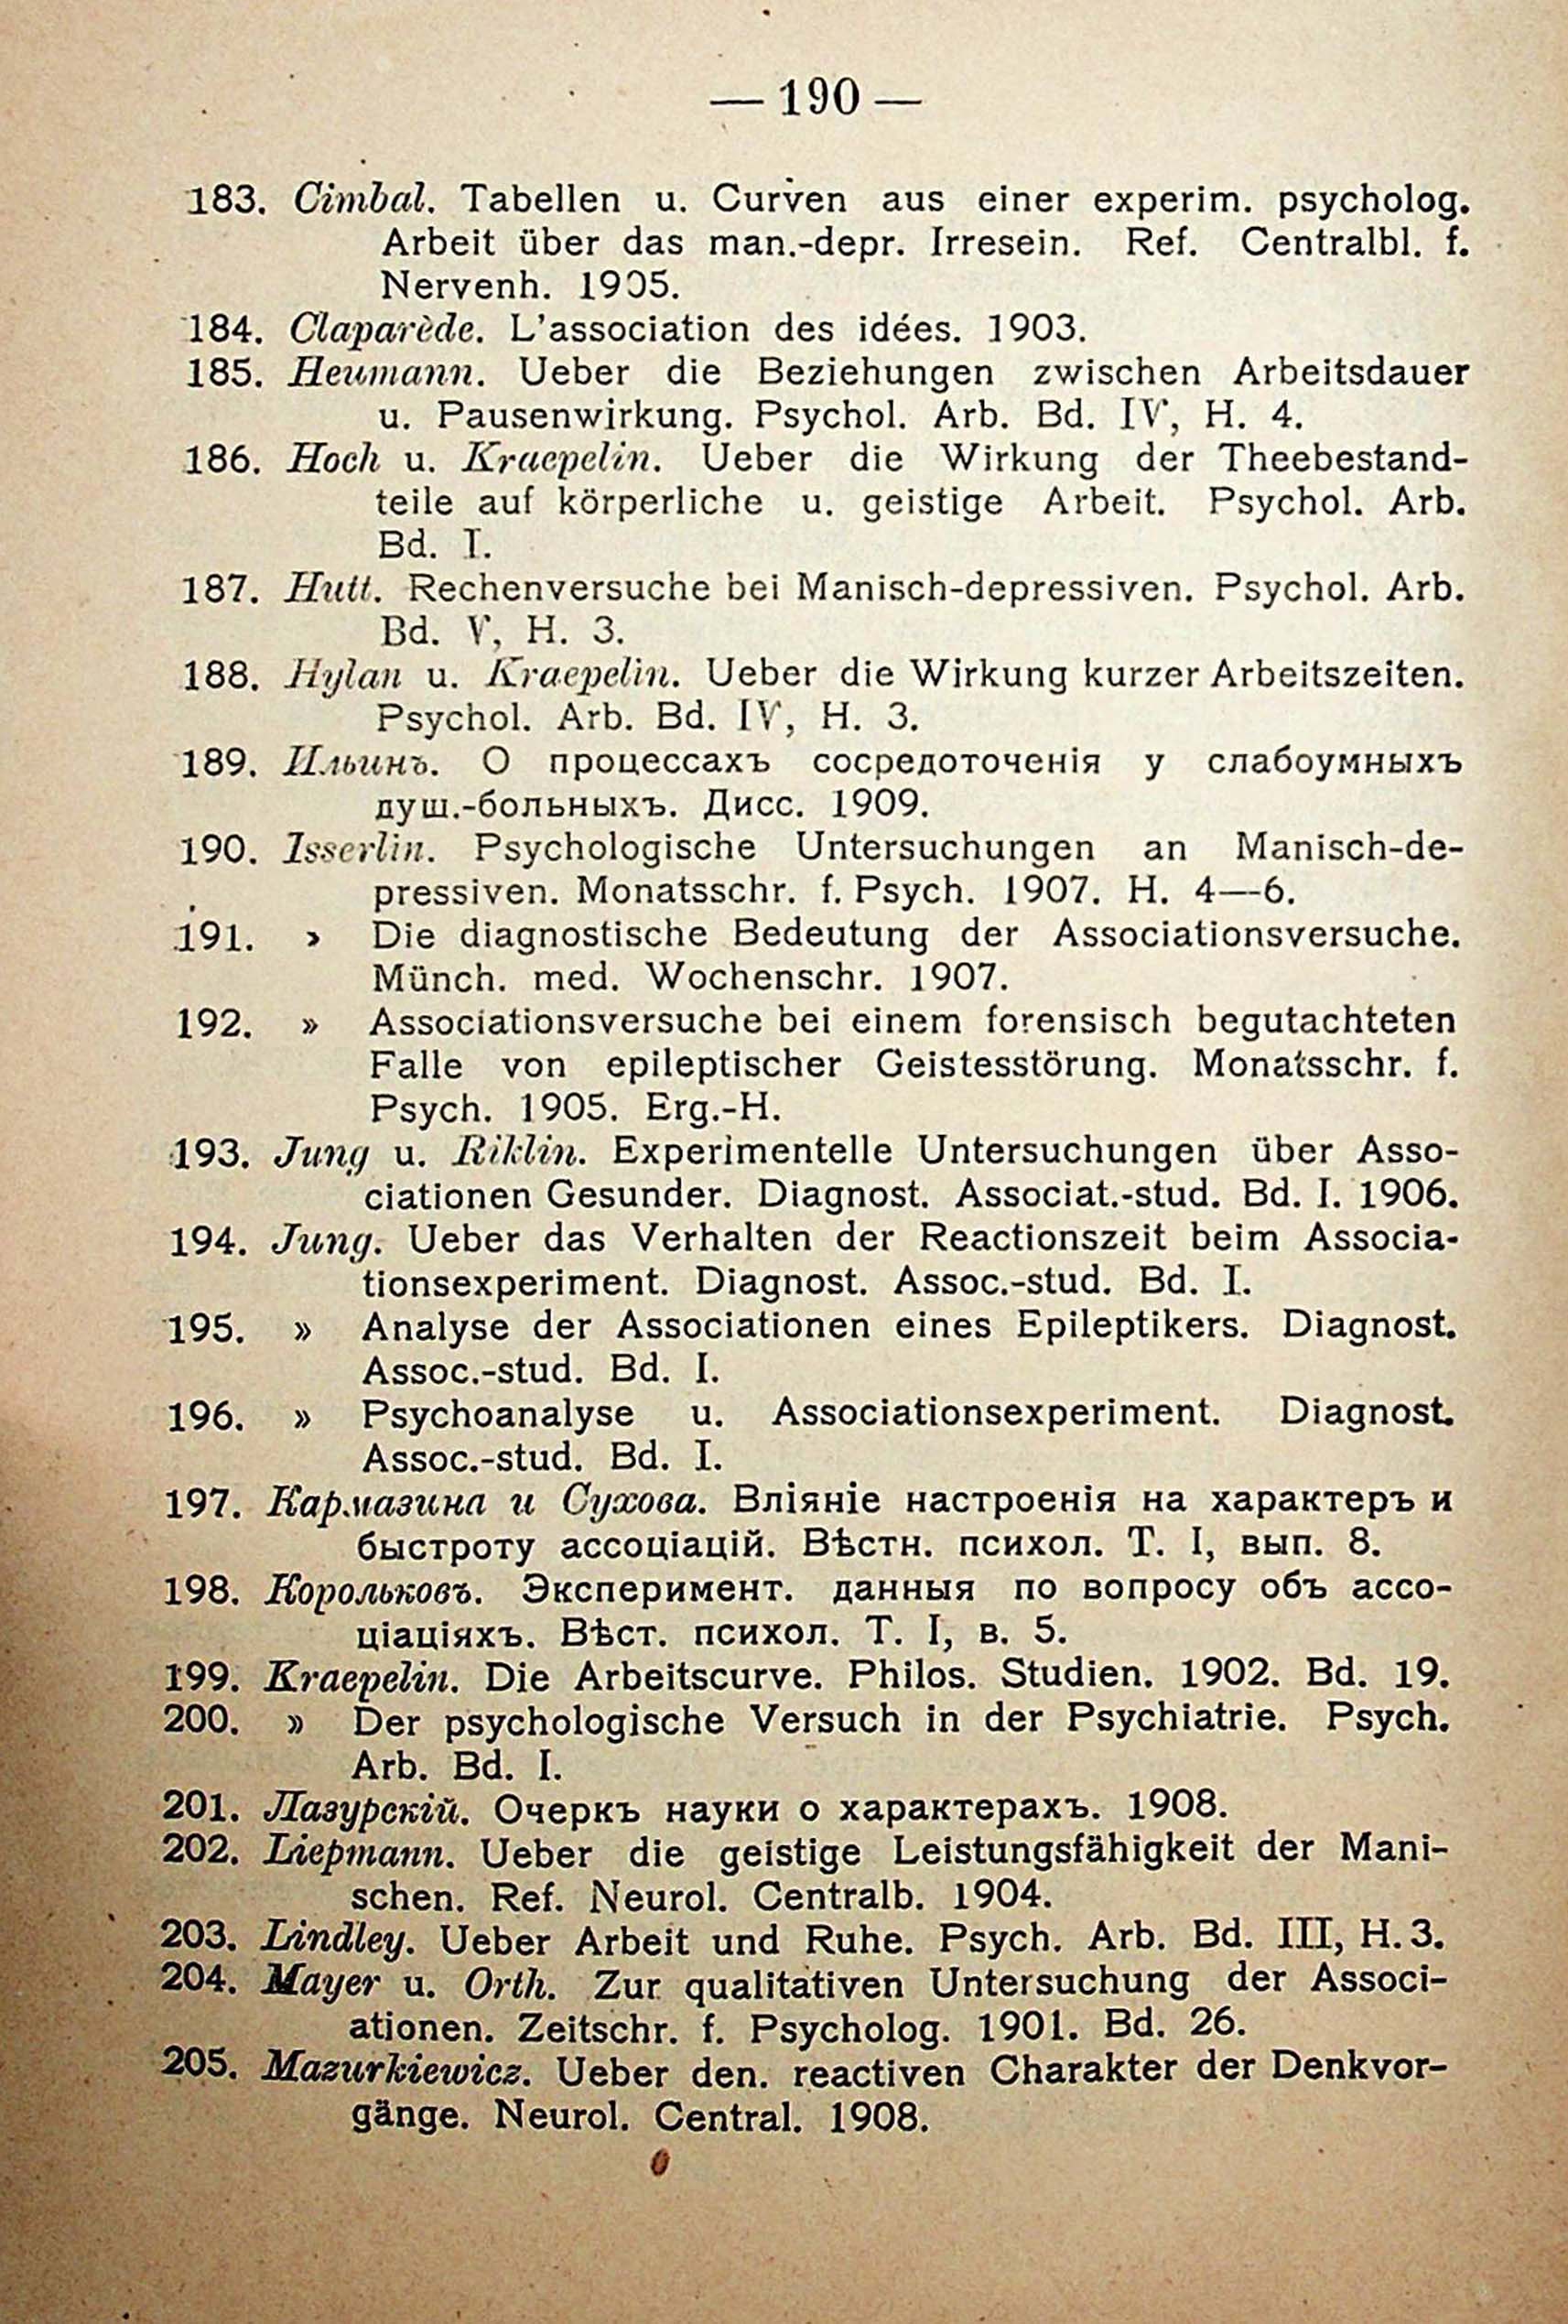 — 190 —
183. Cimbal. Tabellen u. Curven aus einer experim. psycholog.
Arbeit über das man.-depr. Irresein. Ref. Centralbl. f.
Nervenh. 1905.
184. Claparède. L'association des idées. 1903.
185. Heumann. Ueber die Beziehungen zwischen Arbeitsdauer
u. Pausenwirkung. Psychol. Arb. Bd. IV, H. 4.
186. Hoch u. Kraepelin. Ueber die Wirkung der Theebestand-
teile auf körperliche u. geistige Arbeit. Psychol. Arb.
Bd. I.
187. Hutt. Rechenversuche bei Manisch-depressiven. Psychol. Arb.
Bd. V, H. 3.
188. Hylan u. Kraepelin. Ueber die Wirkung kurzer Arbeitszeiten.
Psychol. Arb. Bd. IV, H. 3.
189. Ильинъ. О процессахъ сосредоточенія у слабоумныхъ
душ.-больныхъ. Дисс. 1909.
190. Isserlin. Psychologische Untersuchungen an Manisch-de-
pressiven. Monatsschr. f. Psych. 1907. H. 4—6.
191. › Die diagnostische Bedeutung der Associationsversuche.
Münch. med. Wochenschr. 1907.
192. » Associationsversuche bei einem forensisch begutachteten
Falle von epileptischer Geistesstörung. Monatsschr. f.
Psych. 1905. Erg.-H.
193. Jung u. Riklin. Experimentelle Untersuchungen über Asso-
ciationen Gesunder. Diagnost. Associat.-stud. Bd. I. 1906.
194. Jung. Ueber das Verhalten der Reactionszeit beim Associa-
tionsexperiment. Diagnost. Assoc.-stud. Bd. I.
195. » Analyse der Associationen eines Epileptikers. Diagnost.
Assoc.-stud. Bd. I.
196. » Psychoanalyse u. Associationsexperiment. Diagnost.
Assoc.-stud. Bd. I.
197. Кармазина и Сухова. Вліяніе настроенія на характеръ и
быстроту ассоціацій. Вѣстн. психол. Т. I, вып. 8.
198. Корольковъ. Эксперимент. данныя по вопросу объ ассо-
ціаціяхъ. Вѣст. психол. Т. I, в. 5.
199. Kraepelin. Die Arbeitscurve. Philos. Studien. 1902. Bd. 19.
200. » Der psychologische Versuch in der Psychiatrie. Psych.
Arb. Bd. I.
201. Лазурскій. Очеркъ науки о характерахъ. 1908.
202. Liepmann. Ueber die geistige Leistungsfähigkeit der Mani-
schen. Ref. Neurol. Centralb. 1904.
203. Lindley. Ueber Arbeit und Ruhe. Psych. Arb. Bd. III, H. 3.
204. Mayer u. Orth. Zur qualitativen Untersuchung der Associ-
ationen. Zeitschr. f. Psycholog. 1901. Bd. 26.
205. Mazurkiewicz. Ueber den. reactiven Charakter der Denkvor-
gänge. Neurol. Central. 1908.